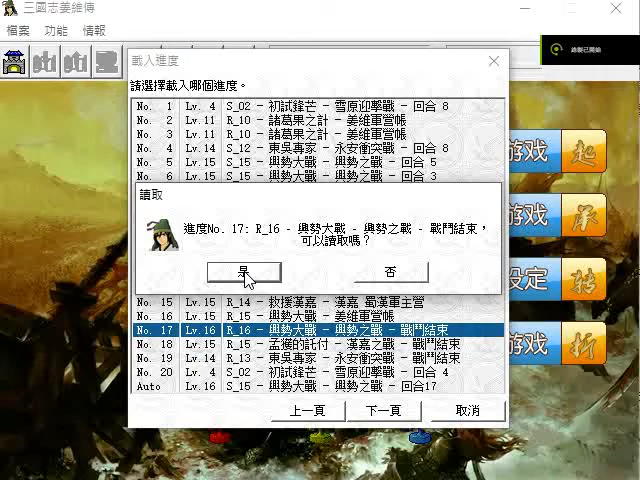 三國志姜維傳
檔案 功能 情報
錄製已開始
載入進度
請選擇載入哪個進度。
No. 1 Lv. 4 S_02 - 初試鋒芒 - 雪原迎擊戰 - 回合 8
No. 2 Lv.11 R_10 - 諸葛果之計 - 姜維軍營帳
No. 3 Lv.11 R_10 - 諸葛果之計 - 姜維軍營帳
No. 4 Lv.14 S_12 - 東吳專家 - 永安衝突戰 - 回合 8
No. 5 Lv.15 S_15 - 興勢大戰 - 興勢之戰 - 回合 5
No. 6 Lv.15 S_15 - 興勢大戰 - 興勢之戰 - 回合 3
讀取
進度No. 17: R_16 - 興勢大戰 - 興勢之戰 - 戰鬥結束，
可以讀取嗎？
是 否
No. 15 Lv.15 R_14 - 救援漢嘉 - 漢嘉 蜀漢軍主營
No. 16 Lv.15 R_15 - 興勢大戰 - 姜維軍營帳
No. 17 Lv.16 R_16 - 興勢大戰 - 興勢之戰 - 戰鬥結束
No. 18 Lv.15 R_15 - 孟獲的託付 - 漢嘉之戰 - 戰鬥結束
No. 19 Lv.14 R_13 - 東吳專家 - 永安衝突戰 - 戰鬥結束
No. 20 Lv. 4 S_02 - 初試鋒芒 - 雪原迎擊戰 - 回合 4
Auto Lv.16 S_15 - 興勢大戰 - 興勢之戰 - 回合17
上一頁 下一頁 取消
游戏 起
游戏 承
设定 转
游戏 折